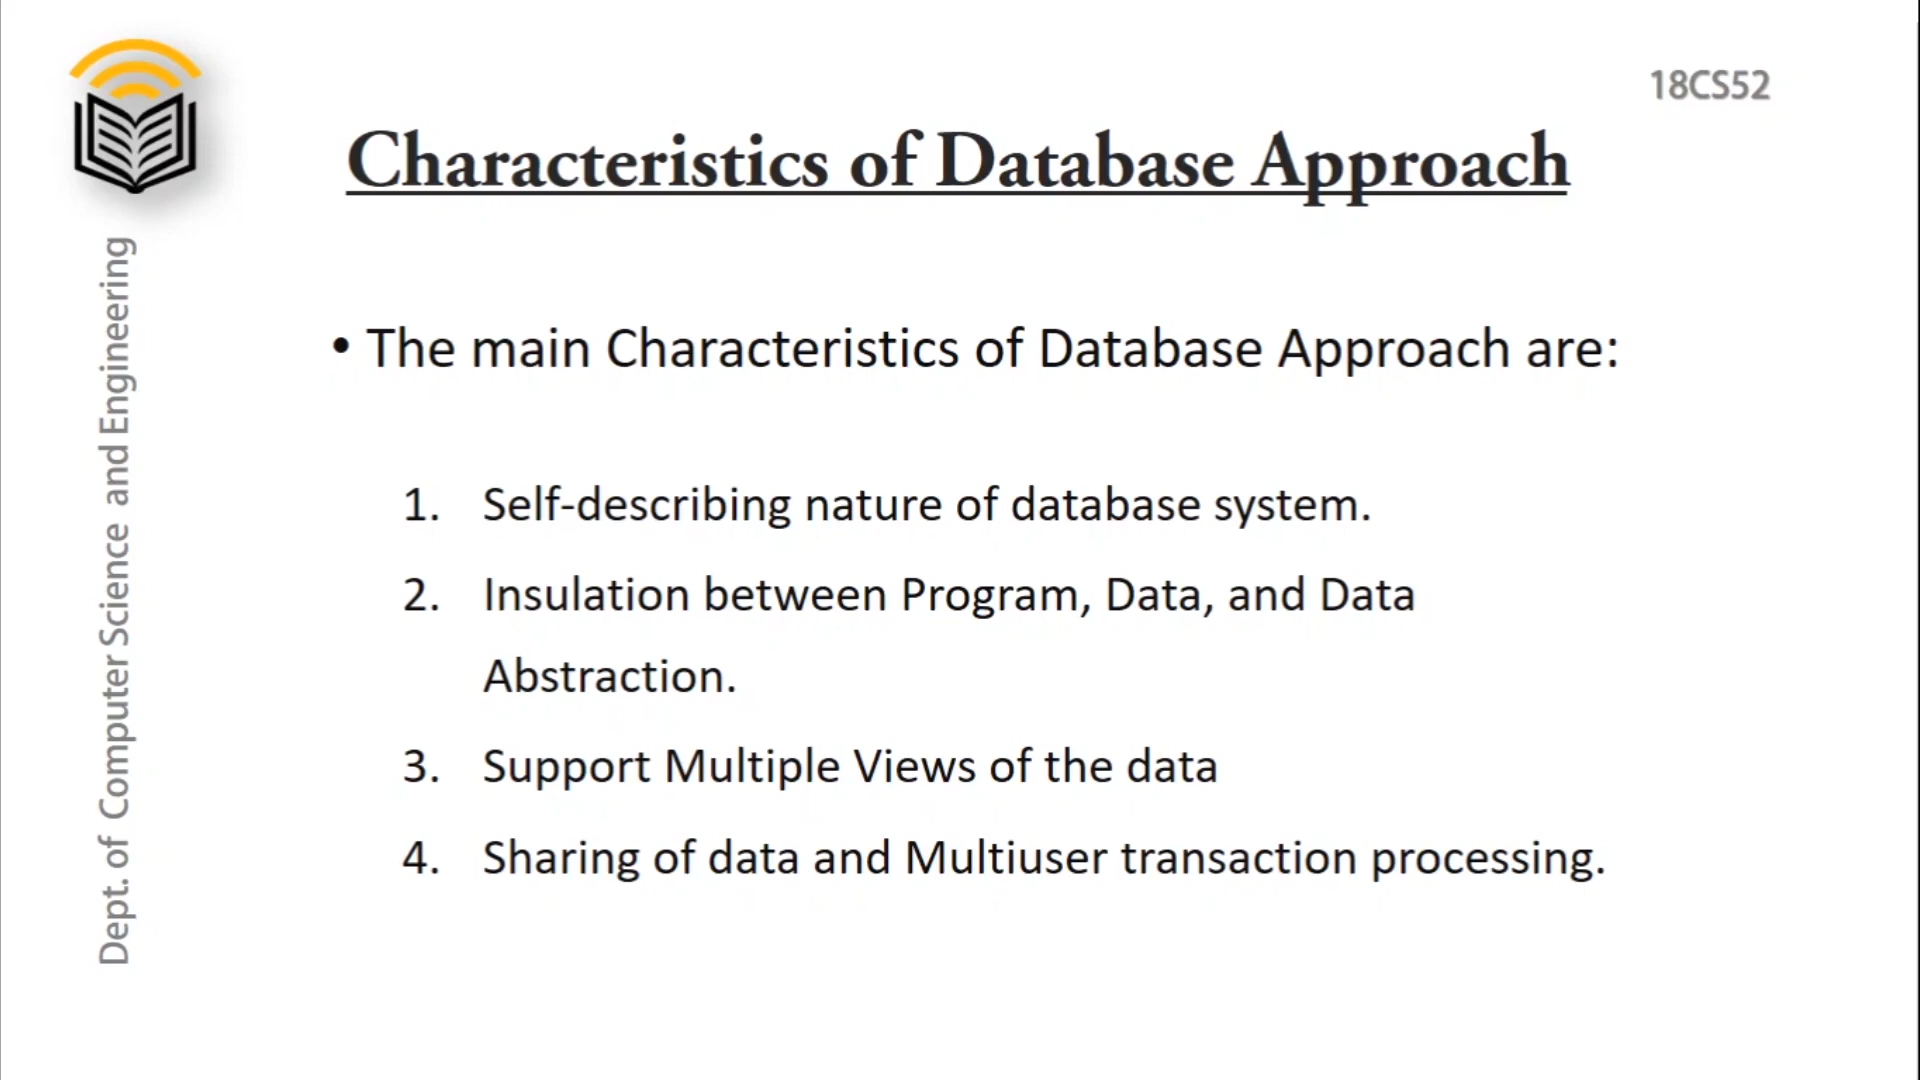 18CS52
Characteristics of Database Approach
• The main Characteristics of Database Approach are:
1. Self-describing nature of database system.
2. Insulation between Program, Data, and Data
Abstraction.
3. Support Multiple Views of the data
4. Sharing of data and Multiuser transaction processing.
Dept. of Computer Science and Engineering